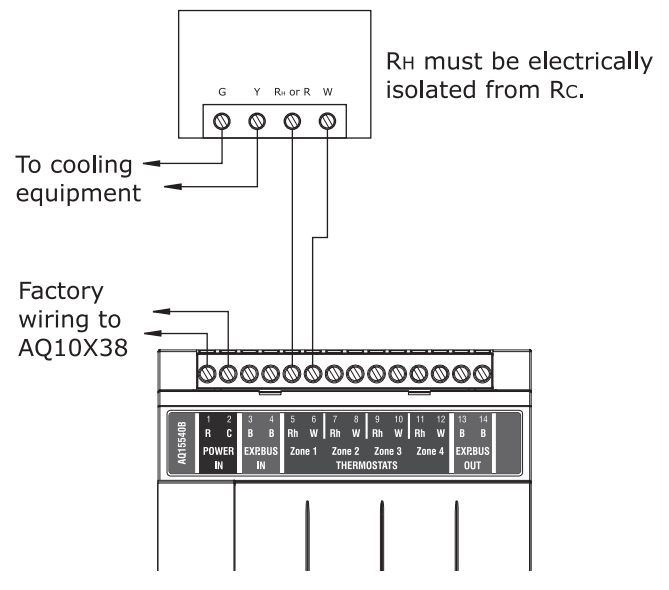 RH must be electrically
isolated from RC.
G Y RH or R W
To cooling
equipment
Factory
wiring to
AQ10X38
AQ15540B
1 2 3 4 5 6 7 8 9 10 11 12 13 14
R C B B Rh W Rh W Rh W Rh W B B
POWER IN
EXP.BUS IN
Zone 1 Zone 2 Zone 3 Zone 4
THERMOSTATS
EXP.BUS OUT